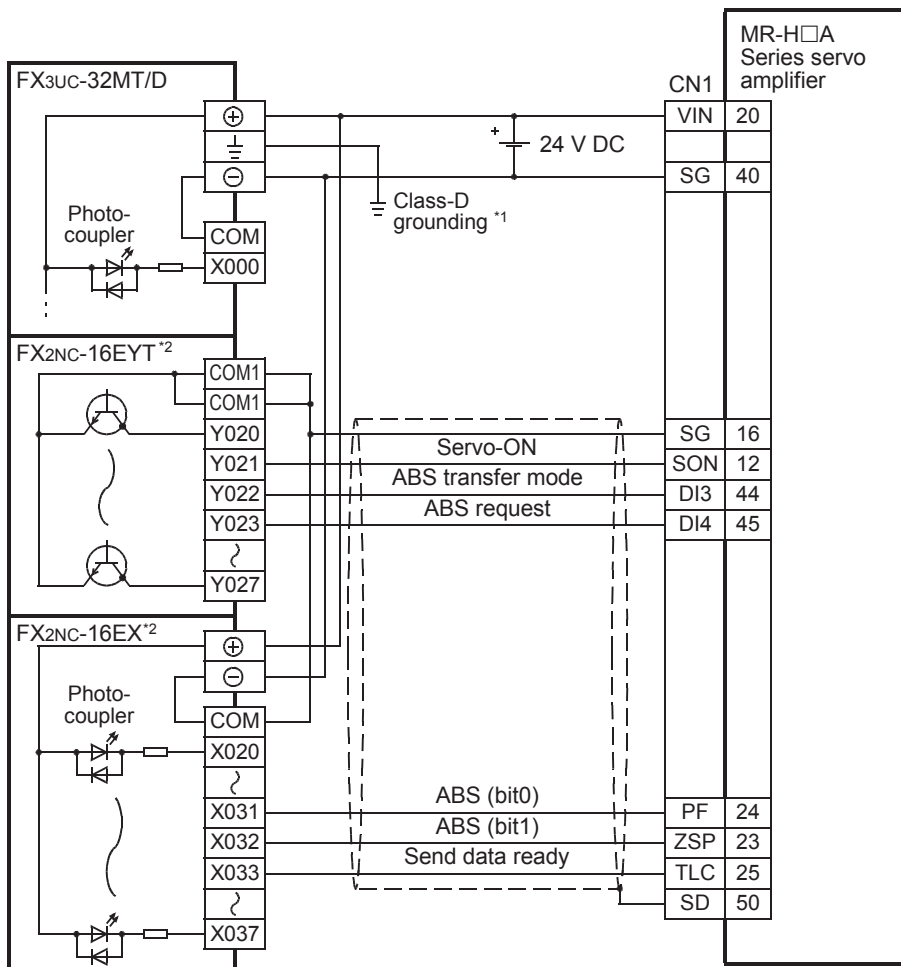 MR-H□A
Series servo
amplifier
FX3UC-32MT/D
CN1
⊕
VIN 20
24 V DC
+
⊖
SG 40
Class-D
grounding *1
Photo-
coupler
COM
X000
FX2NC-16EYT*2
COM1
COM1
Y020
SG 16
Servo-ON
Y021
SON 12
ABS transfer mode
Y022
DI3 44
ABS request
Y023
DI4 45
Y027
FX2NC-16EX*2
⊕
⊖
Photo-
coupler
COM
X020
ABS (bit0)
X031
PF 24
ABS (bit1)
X032
ZSP 23
Send data ready
X033
TLC 25
SD 50
X037